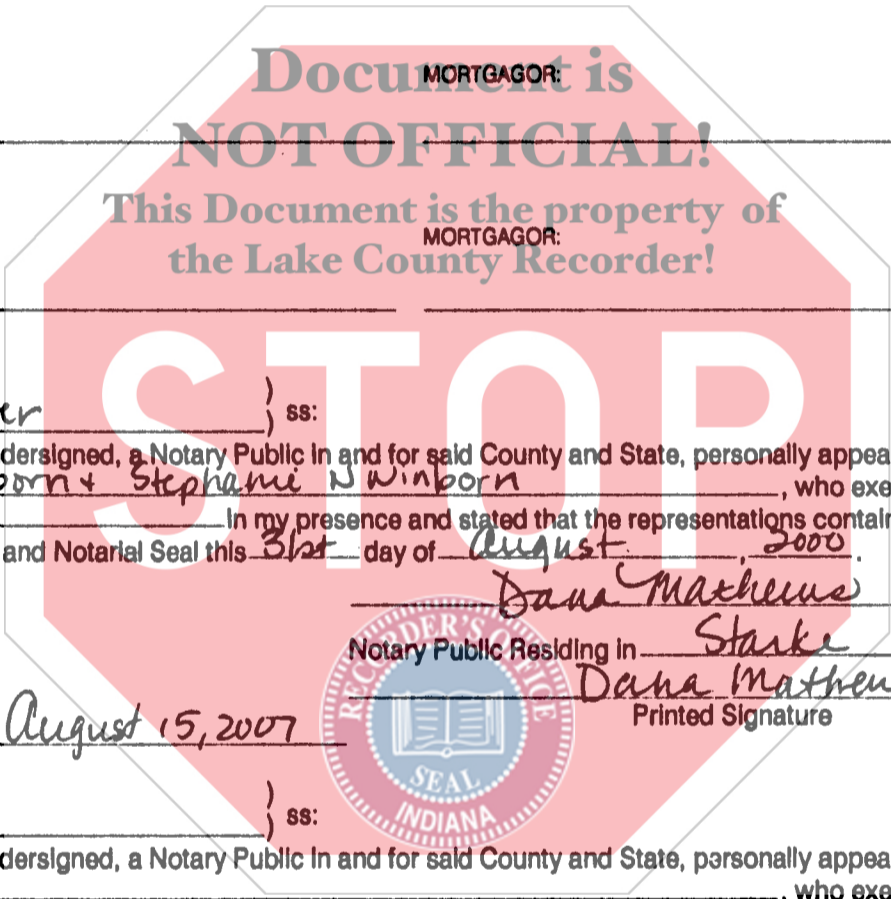 Document is
MORTGAGOR:
NOT OFFICIAL!
This Document is the property of
MORTGAGOR:
the Lake County Recorder!
STOP
er ) ss:
dersigned, a Notary Public in and for said County and State, personally appea
born + Stephanie N Winborn , who exe
In my presence and stated that the representations contain
and Notarial Seal this 31st day of August , 2000 .
Dana Mathews
Notary Public Residing in Starke
Dana Mathew
Printed Signature
August 15, 2007
RECORDER'S OFFICE
SEAL
INDIANA
) ss:
dersigned, a Notary Public in and for said County and State, personally appea
, who exe